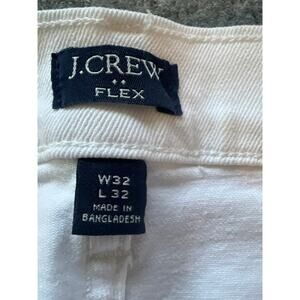 J.CREW
FLEX
W32
L 32
MADE IN
BANGLADESH